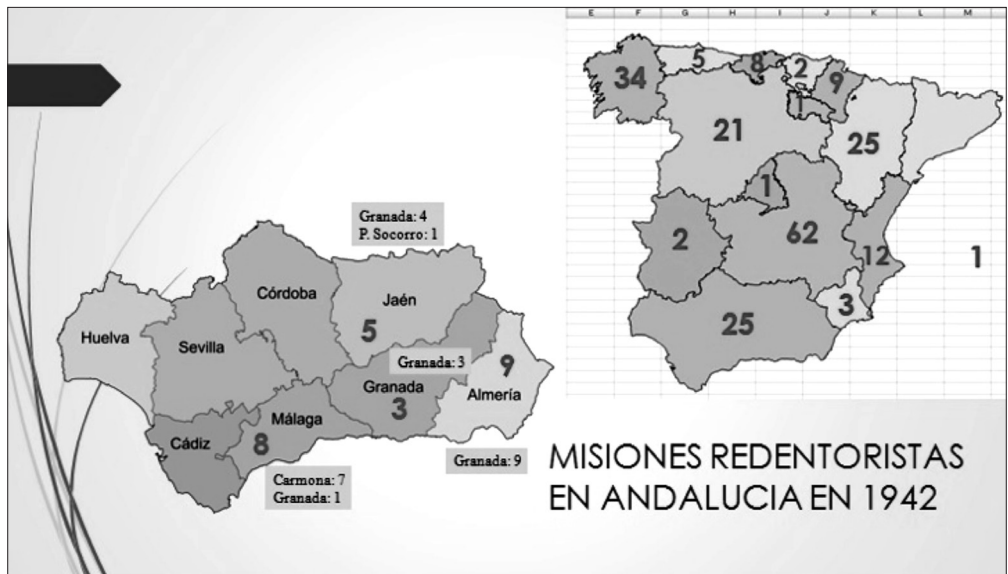 E F G H I J K L M
34
5
8
2
9
1
21
25
1
62
2
12
1
3
25
Granada: 4
P. Socorro: 1
Córdoba
Jaén
5
Huelva
Sevilla
Granada: 3
9
Granada
3
Almería
Málaga
8
Cádiz
Granada: 9
Carmona: 7
Granada: 1
MISIONES REDENTORISTAS
EN ANDALUCIA EN 1942